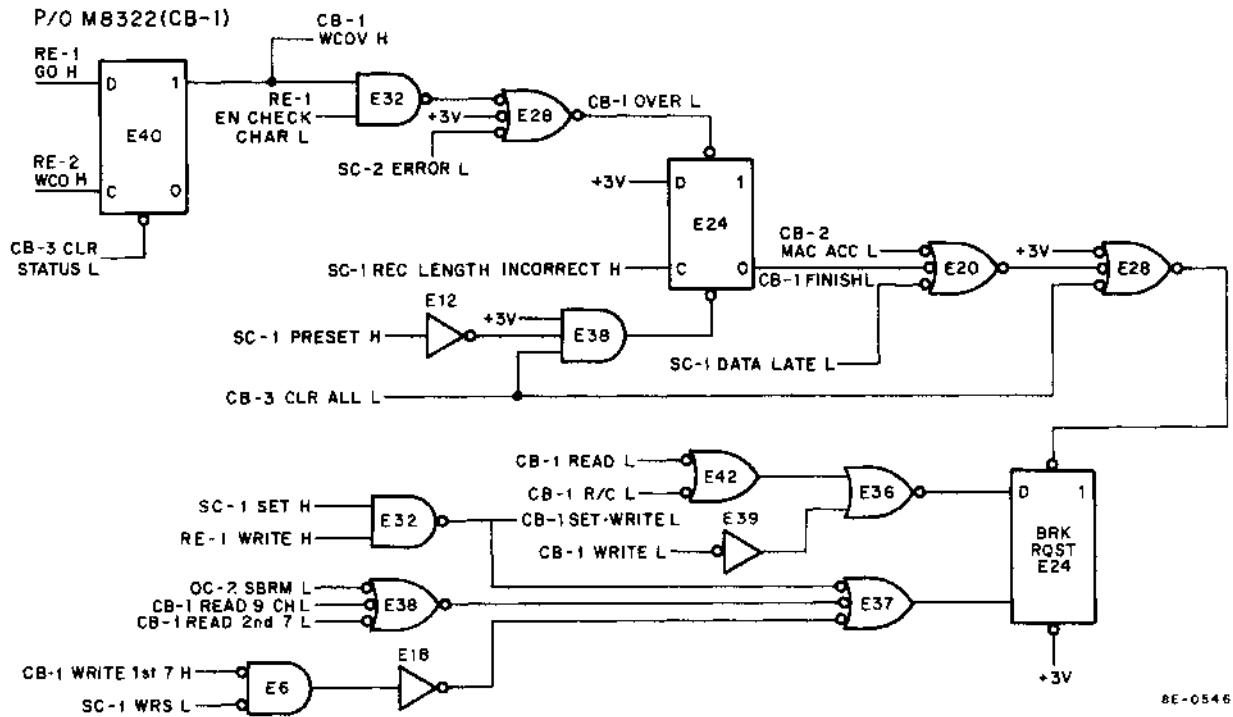 P/O M8322(CB-1)
CB-1
WCOV H
RE-1
GO H
D
1
E40
RE-2
WCO H
C
0
CB-3 CLR
STATUS L
RE-1
EN CHECK
CHAR L
E32
+3V
SC-2 ERROR L
E28
CB-1 OVER L
+3V
D
1
E24
C
0
SC-1 REC LENGTH INCORRECT H
CB-2
MAC ACC L
CB-1 FINISH L
E20
+3V
E28
E12
SC-1 PRESET H
+3V
E38
SC-1 DATA LATE L
CB-3 CLR ALL L
CB-1 READ L
CB-1 R/C L
E42
E36
SC-1 SET H
RE-1 WRITE H
E32
CB-1 SET·WRITE L
E39
CB-1 WRITE L
D
1
BRK
RQST
E24
OC-2 SBRM L
CB-1 READ 9 CH L
CB-1 READ 2nd 7 L
E38
E37
CB-1 WRITE 1st 7 H
SC-1 WRS L
E6
E18
+3V
8E-0546